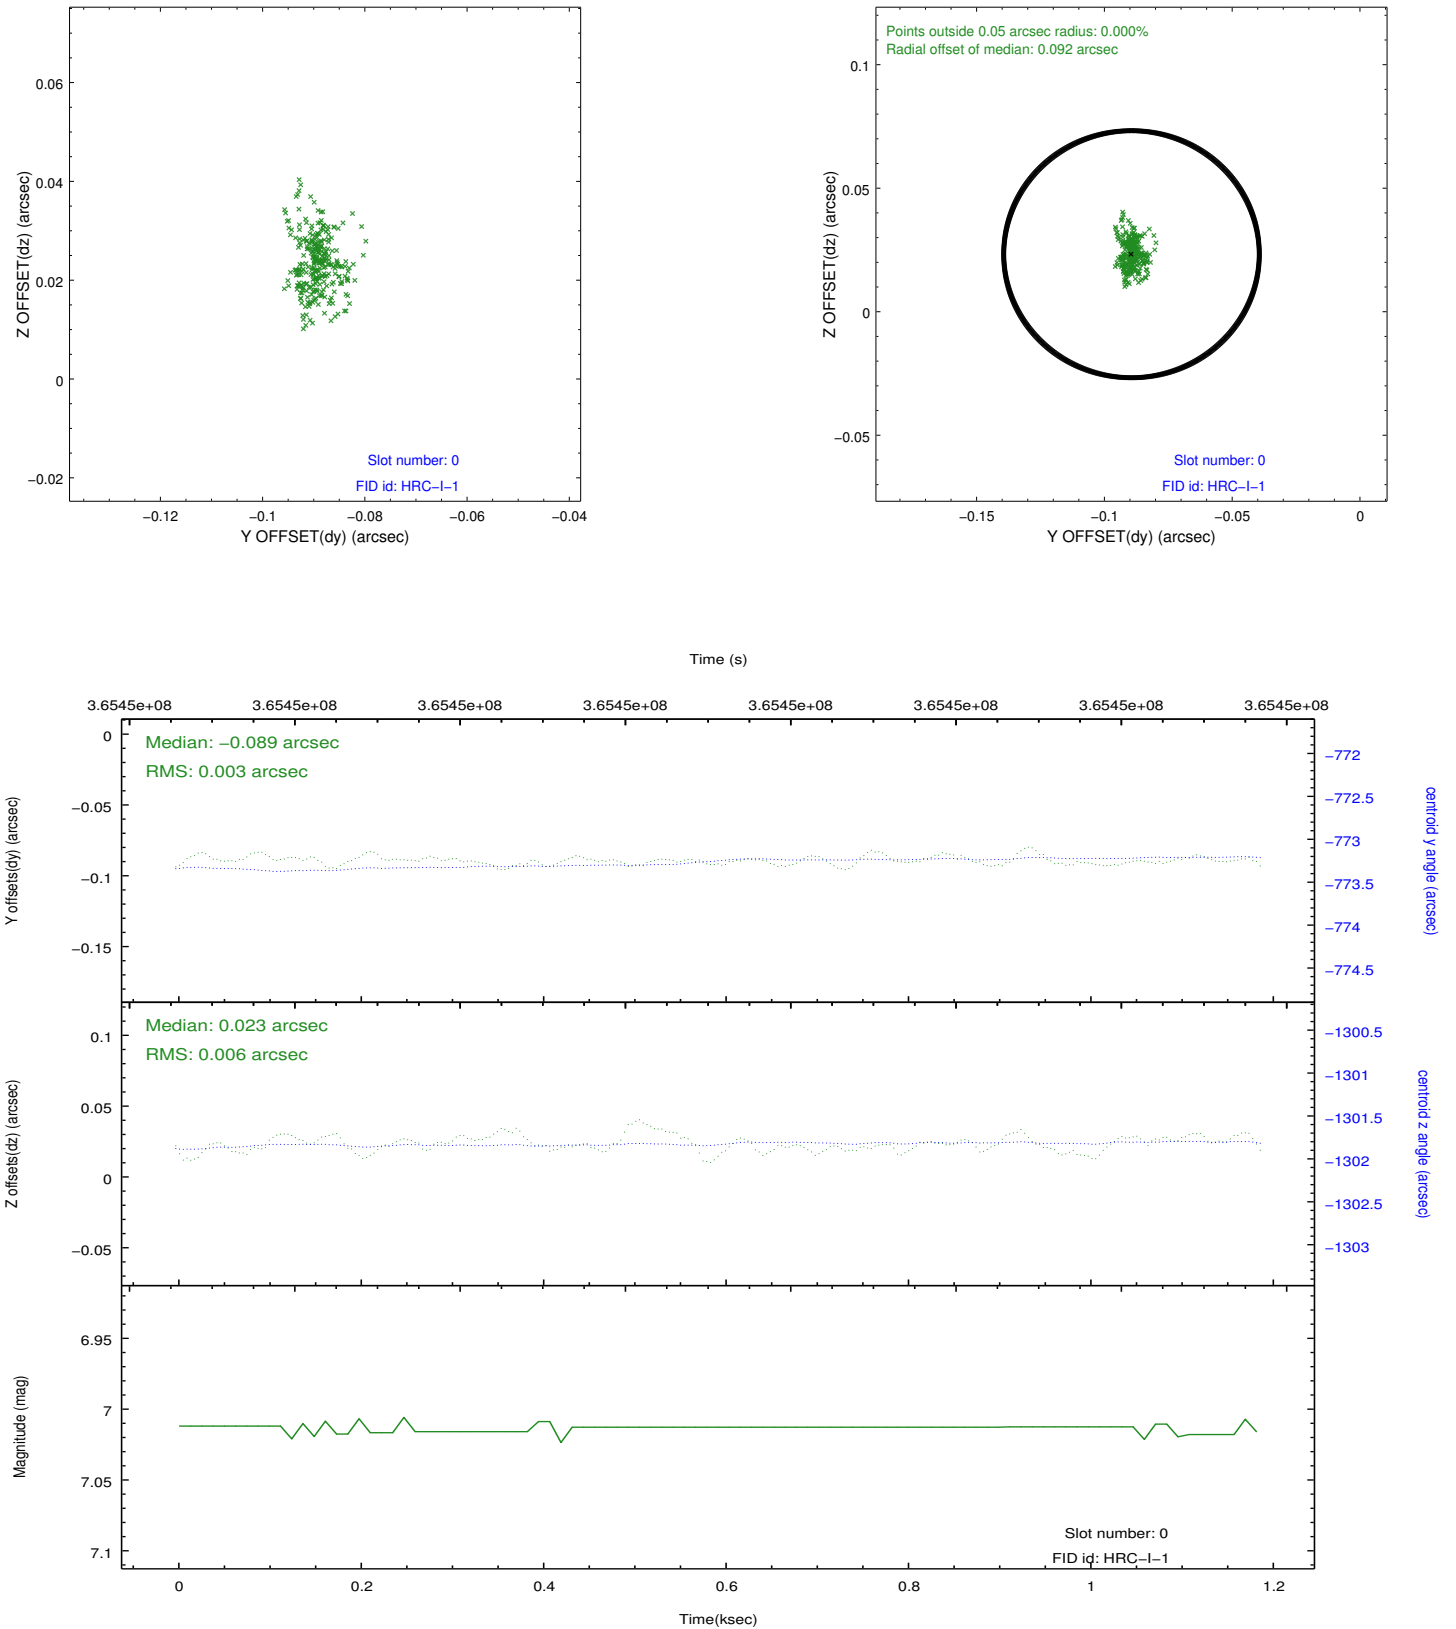 0.06
0.04
0.02
0
−0.02
Z OFFSET(dz) (arcsec)
−0.12 −0.1 −0.08 −0.06 −0.04
Y OFFSET(dy) (arcsec)
Slot number: 0
FID id: HRC−I−1
Points outside 0.05 arcsec radius: 0.000%
Radial offset of median: 0.092 arcsec
0.1
0.05
0
−0.05
Z OFFSET(dz) (arcsec)
−0.15 −0.1 −0.05 0
Y OFFSET(dy) (arcsec)
Slot number: 0
FID id: HRC−I−1
Time (s)
3.6545e+08 3.6545e+08 3.6545e+08 3.6545e+08 3.6545e+08 3.6545e+08 3.6545e+08 3.6545e+08
Median: −0.089 arcsec
RMS: 0.003 arcsec
0
−0.05
−0.1
−0.15
Y offsets(dy) (arcsec)
−772
−772.5
−773
−773.5
−774
−774.5
centroid y angle (arcsec)
Median: 0.023 arcsec
RMS: 0.006 arcsec
0.1
0.05
0
−0.05
Z offsets(dz) (arcsec)
−1300.5
−1301
−1301.5
−1302
−1302.5
−1303
centroid z angle (arcsec)
6.95
7
7.05
7.1
Magnitude (mag)
Slot number: 0
FID id: HRC−I−1
0 0.2 0.4 0.6 0.8 1 1.2
Time(ksec)